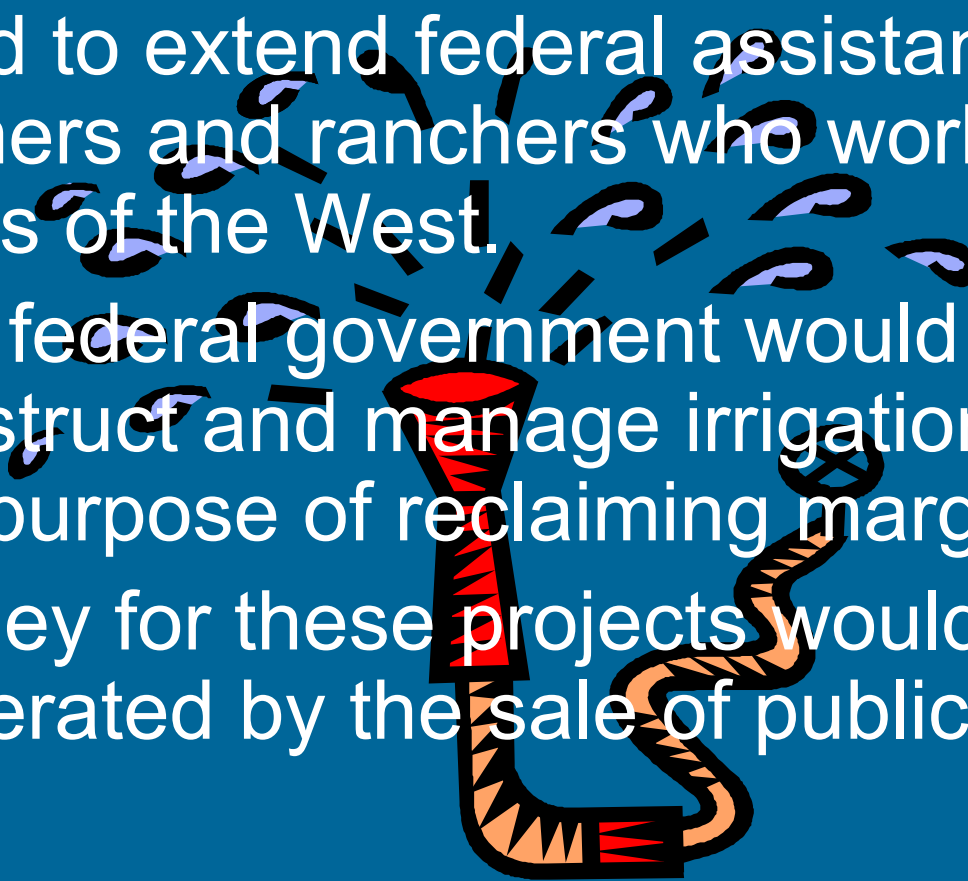 d to extend federal assistan
ners and ranchers who work
s of the West.
federal government would
struct and manage irrigation
purpose of reclaiming marg
ey for these projects would
erated by the sale of public